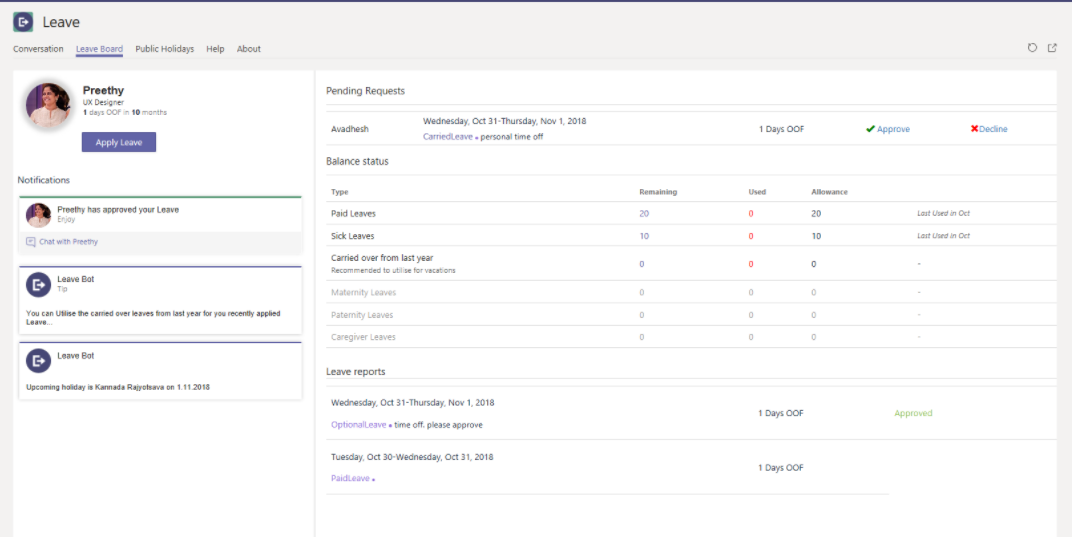 Leave
Conversation Leave Board Public Holidays Help About
Preethy
UX Designer
1 days OOF in 10 months
Apply Leave
Notifications
Preethy has approved your Leave
Enjoy
Chat with Preethy
Leave Bot
Tip
You can Utilise the carried over leaves from last year for you recently applied
Leave...
Leave Bot
Upcoming holiday is Kannada Rajyotsava on 1.11.2018
Pending Requests
Avadhesh
Wednesday, Oct 31-Thursday, Nov 1, 2018
CarriedLeave • personal time off
1 Days OOF
Approve
Decline
Balance status
Type Remaining Used Allowance
Paid Leaves 20 0 20 Last Used in Oct
Sick Leaves 10 0 10 Last Used in Oct
Carried over from last year 0 0 0 -
Recommended to utilise for vacations
Maternity Leaves 0 0 0 -
Paternity Leaves 0 0 0 -
Caregiver Leaves 0 0 0 -
Leave reports
Wednesday, Oct 31-Thursday, Nov 1, 2018
OptionalLeave • time off. please approve
1 Days OOF
Approved
Tuesday, Oct 30-Wednesday, Oct 31, 2018
PaidLeave •
1 Days OOF